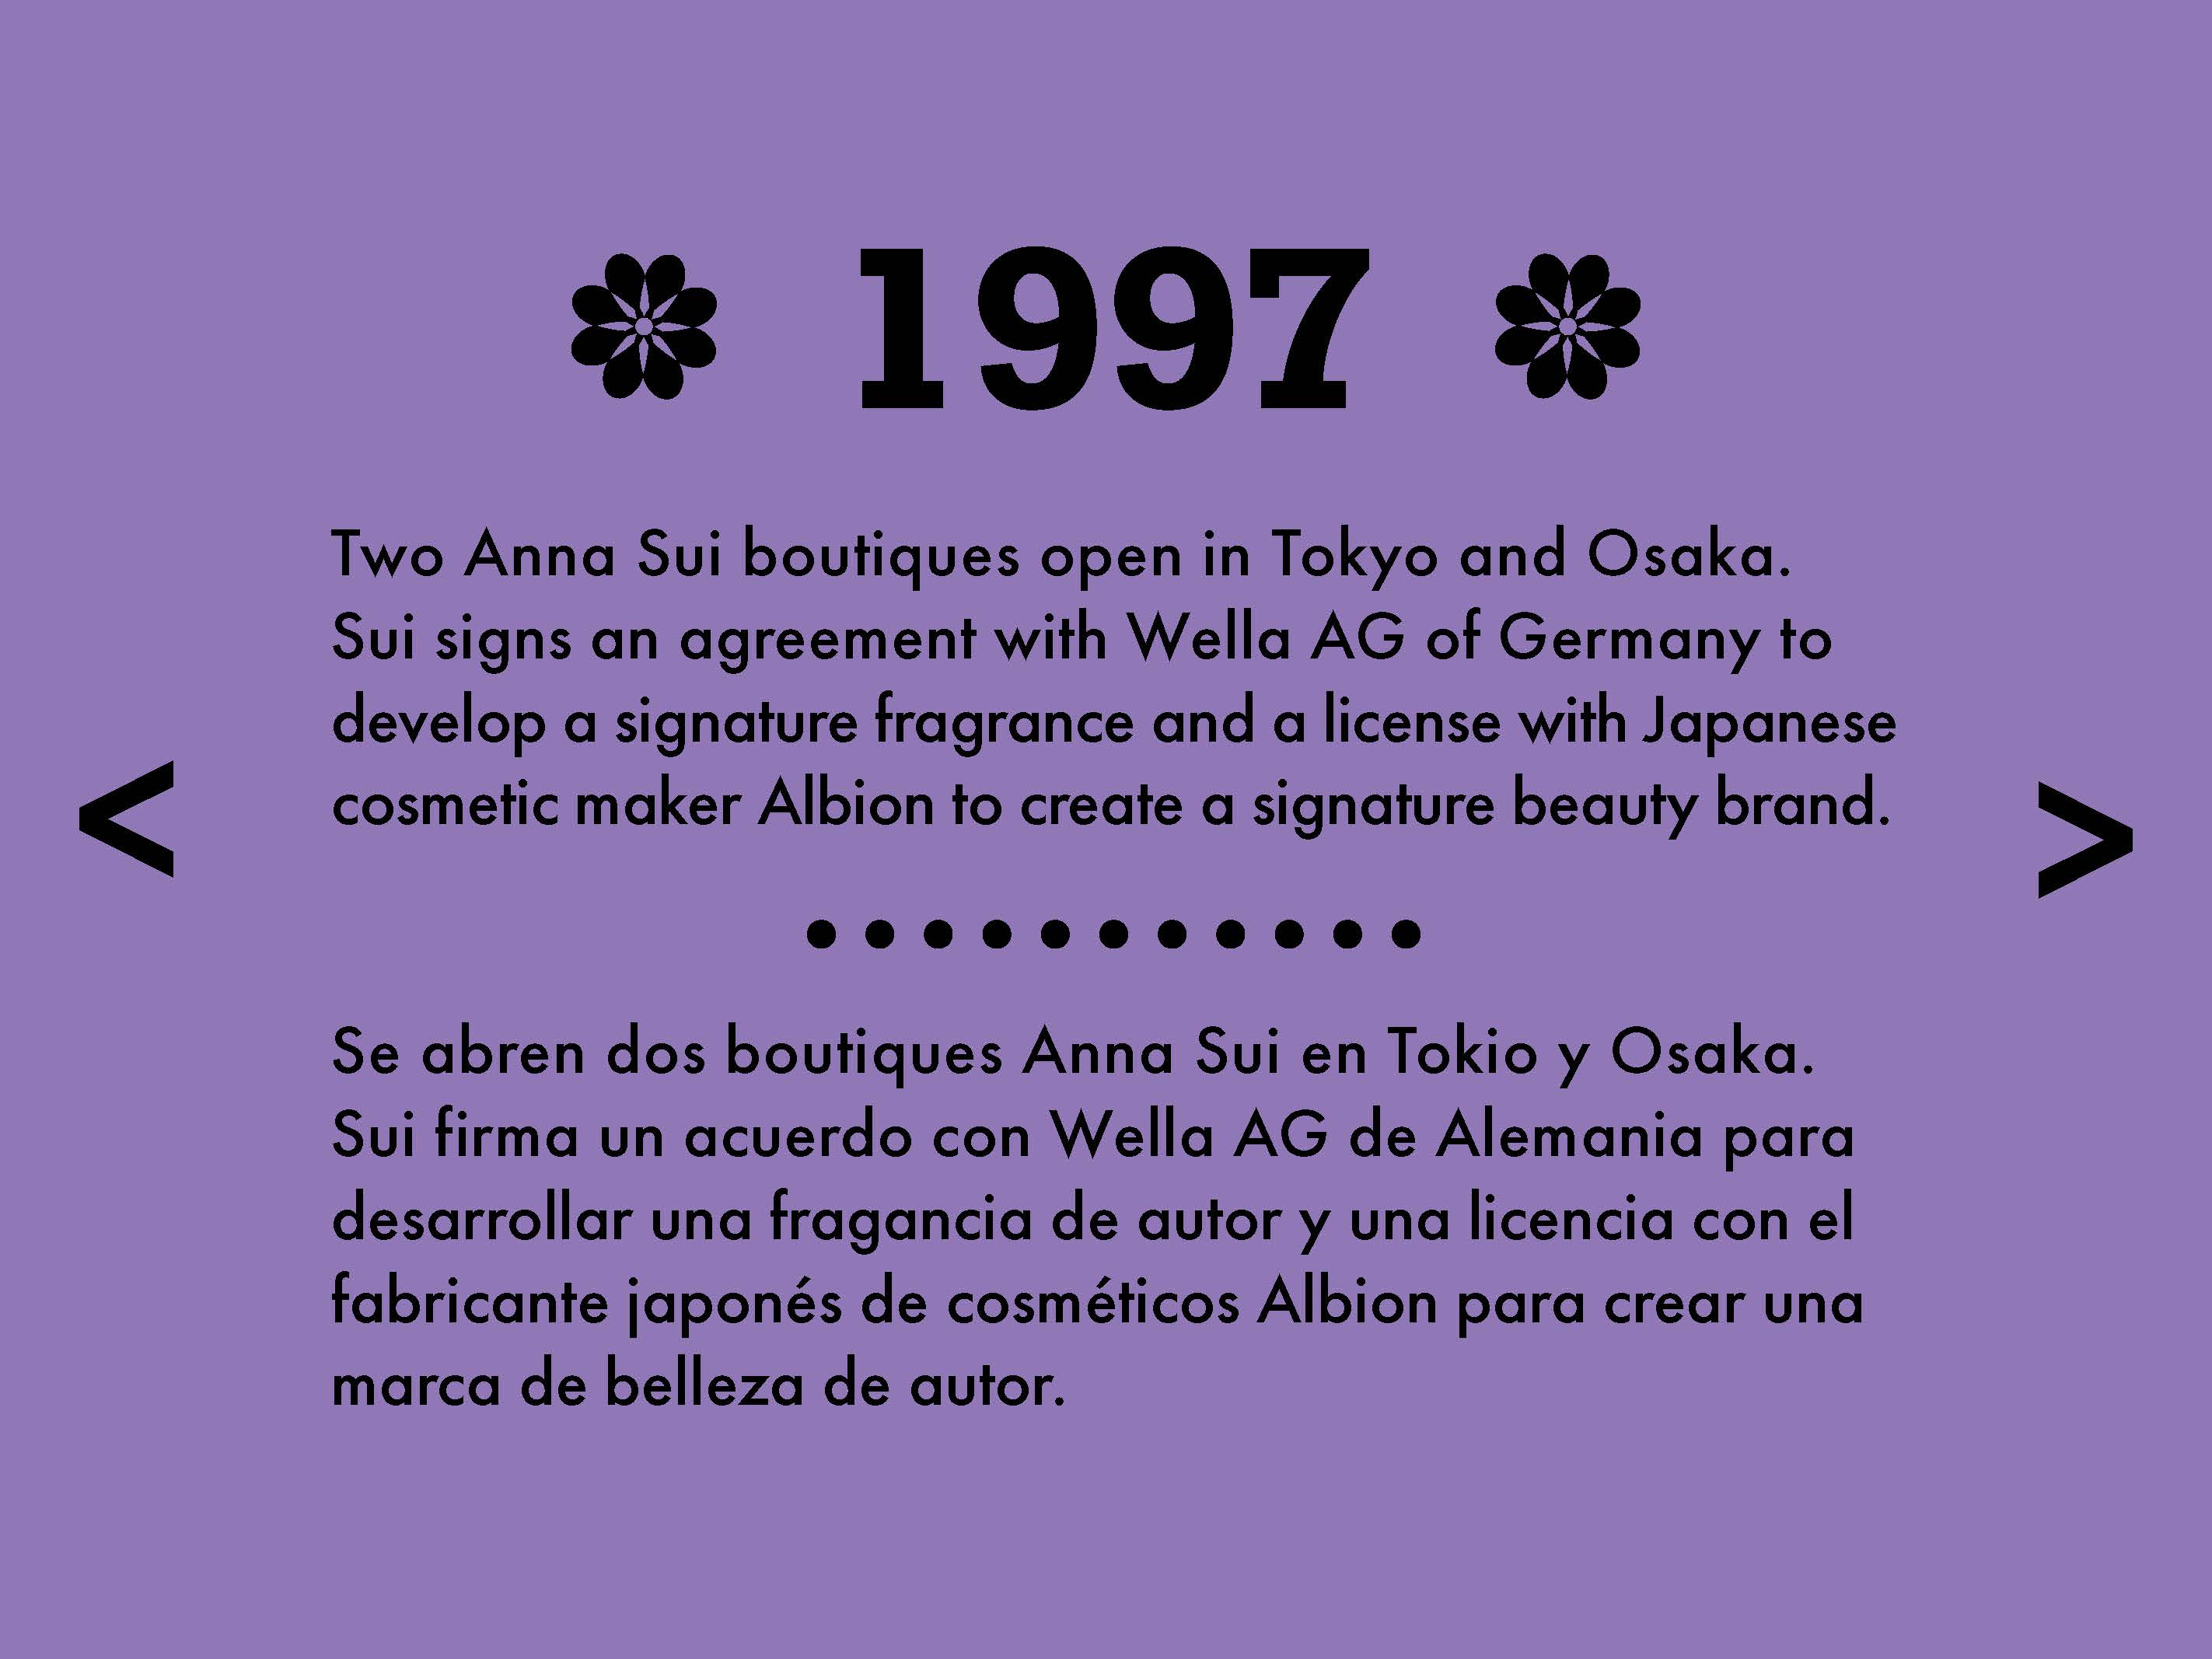 1997
Two Anna Sui boutiques open in Tokyo and Osaka.
Sui signs an agreement with Wella AG of Germany to
develop a signature fragrance and a license with Japanese
cosmetic maker Albion to create a signature beauty brand.
<
>
Se abren dos boutiques Anna Sui en Tokio y Osaka.
Sui firma un acuerdo con Wella AG de Alemania para
desarrollar una fragancia de autor y una licencia con el
fabricante japonés de cosméticos Albion para crear una
marca de belleza de autor.